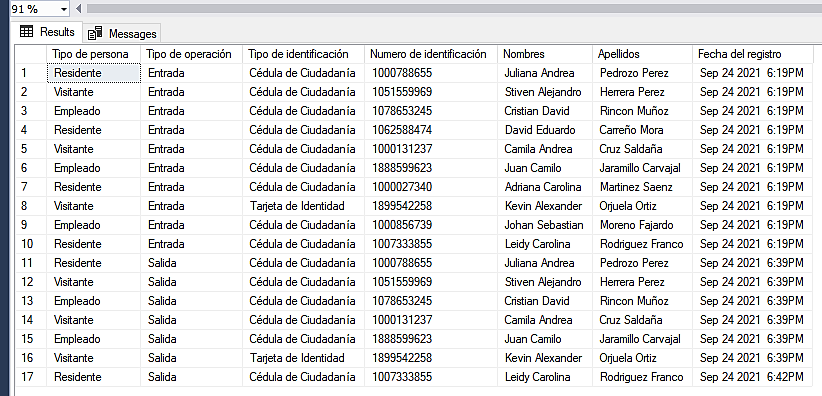 91 %
Results Messages
Tipo de persona Tipo de operación Tipo de identificación Numero de identificación Nombres Apellidos Fecha del registro
1 Residente Entrada Cédula de Ciudadanía 1000788655 Juliana Andrea Pedrozo Perez Sep 24 2021 6:19PM
2 Visitante Entrada Cédula de Ciudadanía 1051559969 Stiven Alejandro Herrera Perez Sep 24 2021 6:19PM
3 Empleado Entrada Cédula de Ciudadanía 1078653245 Cristian David Rincon Muñoz Sep 24 2021 6:19PM
4 Residente Entrada Cédula de Ciudadanía 1062588474 David Eduardo Carreño Mora Sep 24 2021 6:19PM
5 Visitante Entrada Cédula de Ciudadanía 1000131237 Camila Andrea Cruz Saldaña Sep 24 2021 6:19PM
6 Empleado Entrada Cédula de Ciudadanía 1888599623 Juan Camilo Jaramillo Carvajal Sep 24 2021 6:19PM
7 Residente Entrada Cédula de Ciudadanía 1000027340 Adriana Carolina Martinez Saenz Sep 24 2021 6:19PM
8 Visitante Entrada Tarjeta de Identidad 1899542258 Kevin Alexander Orjuela Ortiz Sep 24 2021 6:19PM
9 Empleado Entrada Cédula de Ciudadanía 1000856739 Johan Sebastian Moreno Fajardo Sep 24 2021 6:19PM
10 Residente Entrada Cédula de Ciudadanía 1007333855 Leidy Carolina Rodriguez Franco Sep 24 2021 6:19PM
11 Residente Salida Cédula de Ciudadanía 1000788655 Juliana Andrea Pedrozo Perez Sep 24 2021 6:39PM
12 Visitante Salida Cédula de Ciudadanía 1051559969 Stiven Alejandro Herrera Perez Sep 24 2021 6:39PM
13 Empleado Salida Cédula de Ciudadanía 1078653245 Cristian David Rincon Muñoz Sep 24 2021 6:39PM
14 Visitante Salida Cédula de Ciudadanía 1000131237 Camila Andrea Cruz Saldaña Sep 24 2021 6:39PM
15 Empleado Salida Cédula de Ciudadanía 1888599623 Juan Camilo Jaramillo Carvajal Sep 24 2021 6:39PM
16 Visitante Salida Tarjeta de Identidad 1899542258 Kevin Alexander Orjuela Ortiz Sep 24 2021 6:39PM
17 Residente Salida Cédula de Ciudadanía 1007333855 Leidy Carolina Rodriguez Franco Sep 24 2021 6:42PM